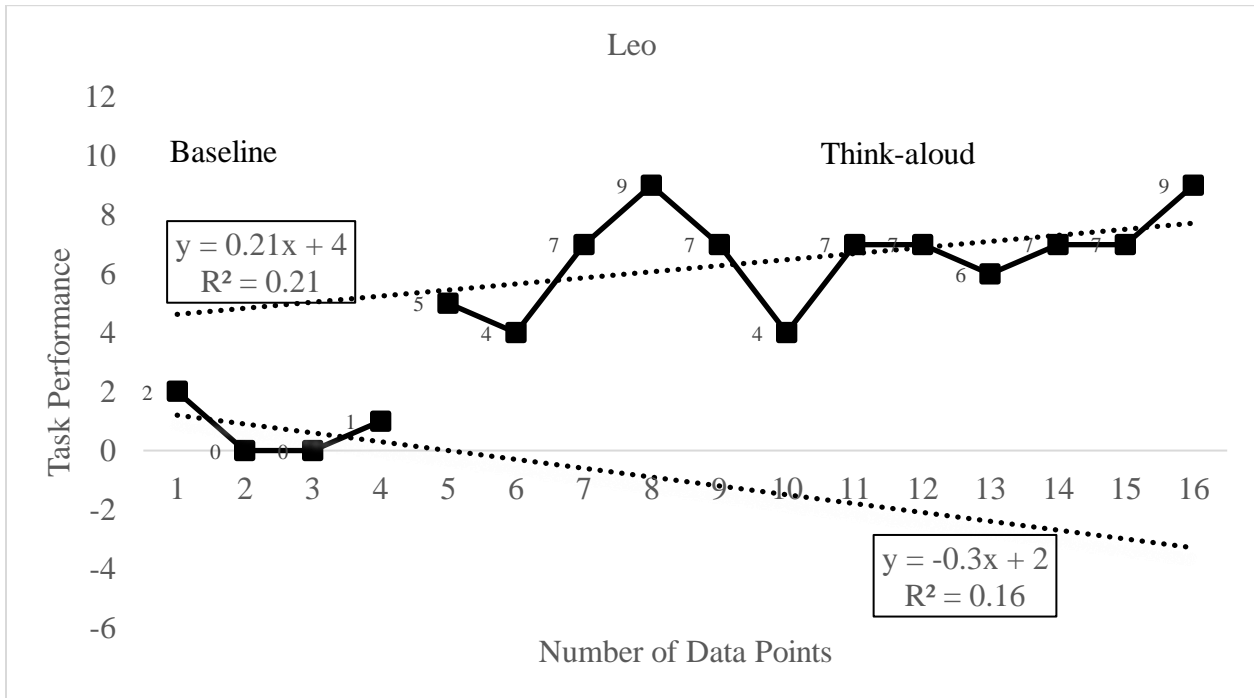 Leo
12
10
8
6
4
2
0
-2
-4
-6
Task Performance
Baseline
Think-aloud
y = 0.21x + 4
R² = 0.21
2
0
0
1
5
4
7
9
7
4
7
7
6
7
7
9
1 2 3 4 5 6 7 8 9 10 11 12 13 14 15 16
y = -0.3x + 2
R² = 0.16
Number of Data Points